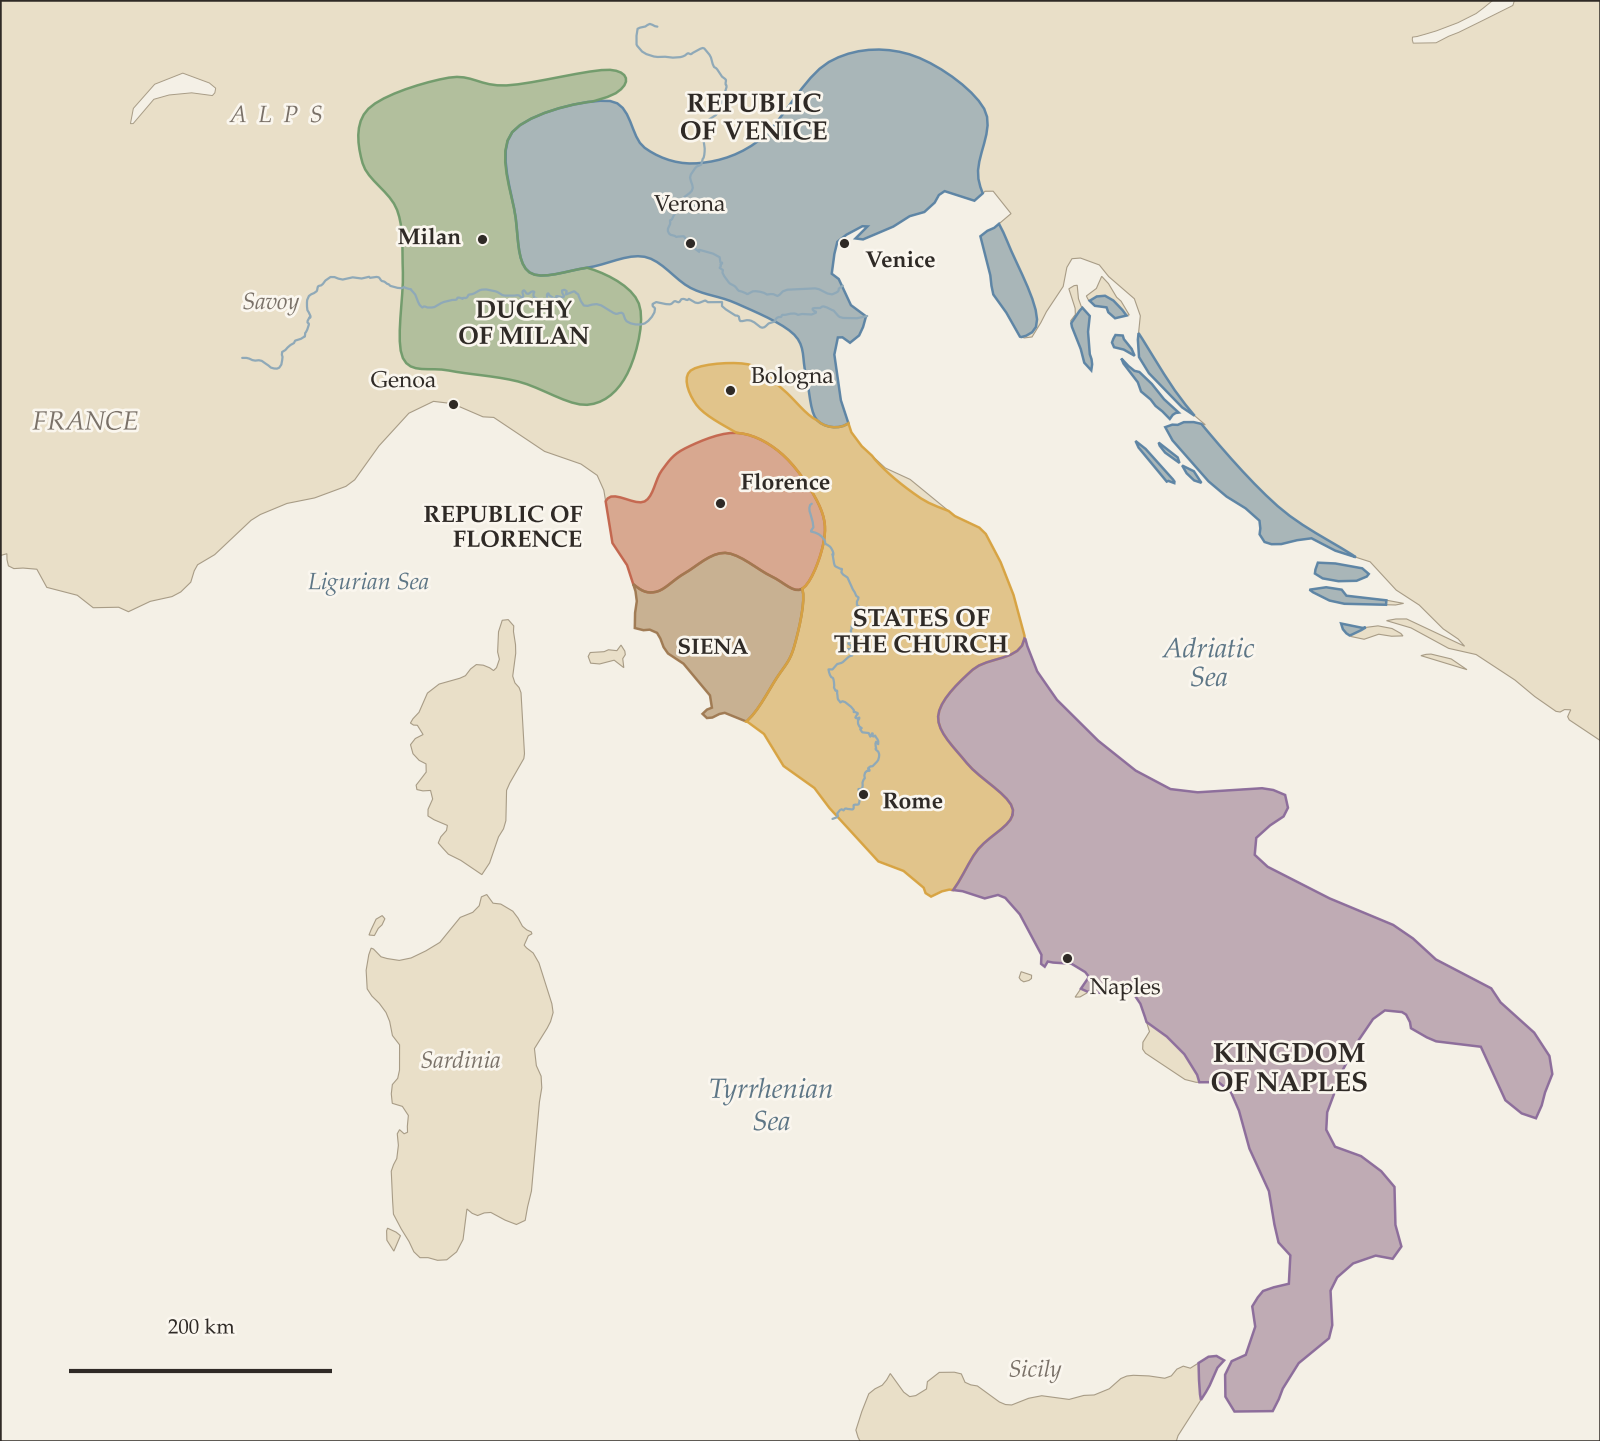 A L P S
REPUBLIC
OF VENICE
Verona
Milan
Venice
Savoy
DUCHY
OF MILAN
Genoa
Bologna
FRANCE
Florence
REPUBLIC OF
FLORENCE
Ligurian Sea
STATES OF
THE CHURCH
SIENA
Adriatic
Sea
Rome
Naples
KINGDOM
OF NAPLES
Sardinia
Tyrrhenian
Sea
200 km
Sicily